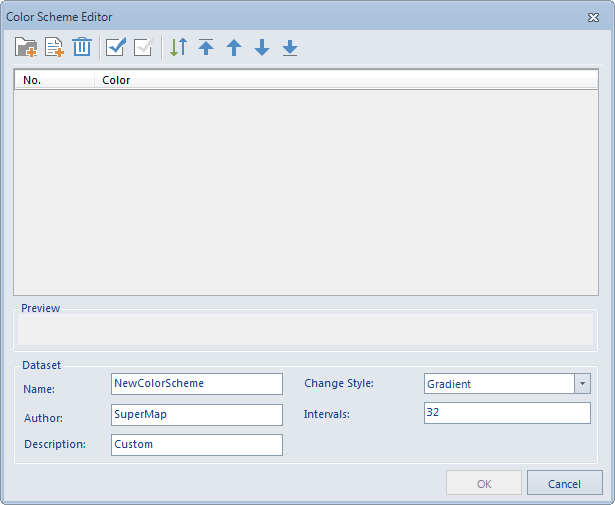 Color Scheme Editor
No. Color
Preview
Dataset
Name: NewColorScheme Change Style: Gradient
Author: SuperMap Intervals: 32
Description: Custom
OK Cancel